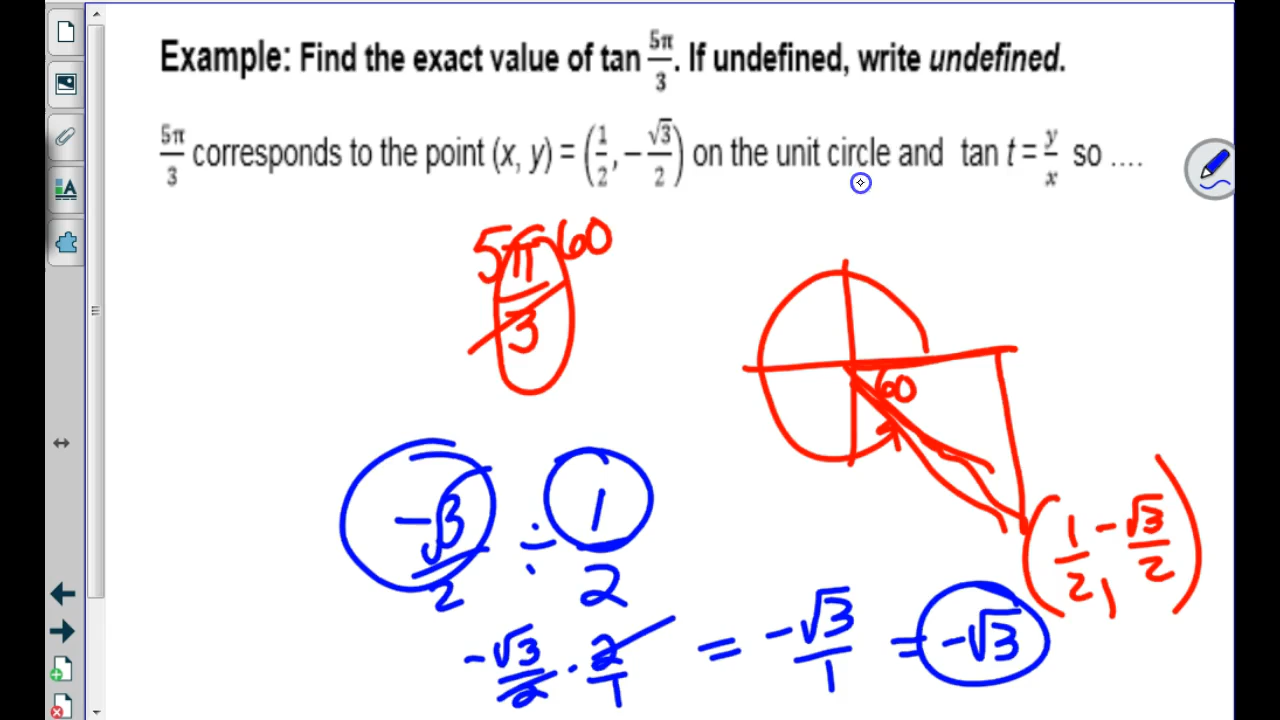 Example: Find the exact value of tan 5π/3. If undefined, write undefined.
5π/3 corresponds to the point (x, y) = (1/2, -√3/2) on the unit circle and tan t = y/x so ....
5π/3 60
60
-√3/2 ÷ 1/2
(1/2, -√3/2)
-√3/2 · 2/1 = -√3/1 = -√3